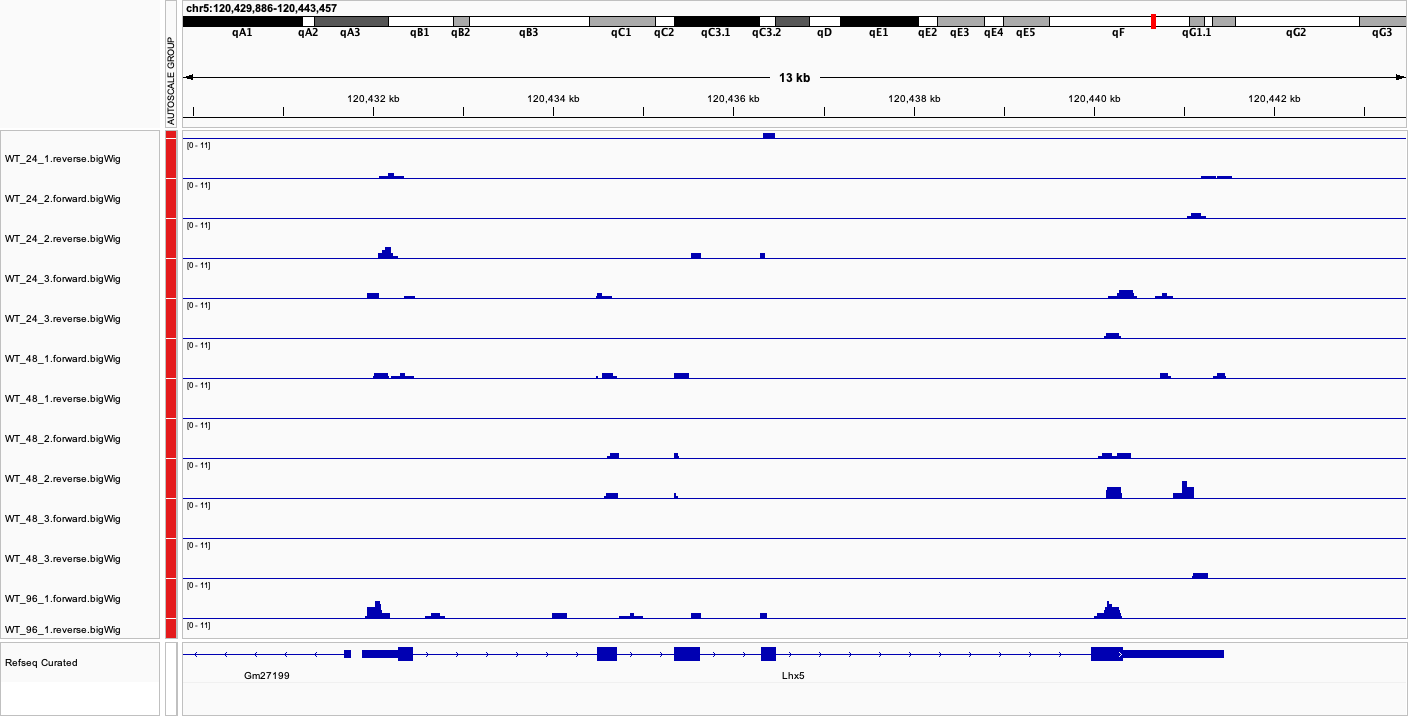 chr5:120,429,886-120,443,457
qA1 qA2 qA3 qB1 qB2 qB3 qC1 qC2 qC3.1 qC3.2 qD qE1 qE2 qE3 qE4 qE5 qF qG1.1 qG2 qG3
AUTOSCALE GROUP
13 kb
120,432 kb 120,434 kb 120,436 kb 120,438 kb 120,440 kb 120,442 kb
[0 - 11]
WT_24_1.reverse.bigWig
[0 - 11]
WT_24_2.forward.bigWig
[0 - 11]
WT_24_2.reverse.bigWig
[0 - 11]
WT_24_3.forward.bigWig
[0 - 11]
WT_24_3.reverse.bigWig
[0 - 11]
WT_48_1.forward.bigWig
[0 - 11]
WT_48_1.reverse.bigWig
[0 - 11]
WT_48_2.forward.bigWig
[0 - 11]
WT_48_2.reverse.bigWig
[0 - 11]
WT_48_3.forward.bigWig
[0 - 11]
WT_48_3.reverse.bigWig
[0 - 11]
WT_96_1.forward.bigWig
[0 - 11]
WT_96_1.reverse.bigWig
Refseq Curated
Gm27199 Lhx5